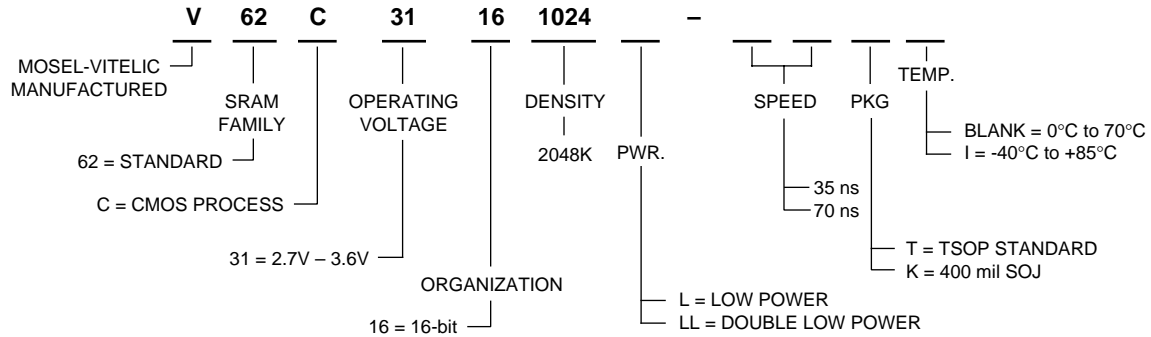 V 62 C 31 16 1024 –
MOSEL-VITELIC
MANUFACTURED
SRAM
FAMILY
62 = STANDARD
C = CMOS PROCESS
OPERATING
VOLTAGE
31 = 2.7V – 3.6V
ORGANIZATION
16 = 16-bit
DENSITY
2048K
PWR.
L = LOW POWER
LL = DOUBLE LOW POWER
SPEED
35 ns
70 ns
PKG
T = TSOP STANDARD
K = 400 mil SOJ
TEMP.
BLANK = 0°C to 70°C
I = -40°C to +85°C